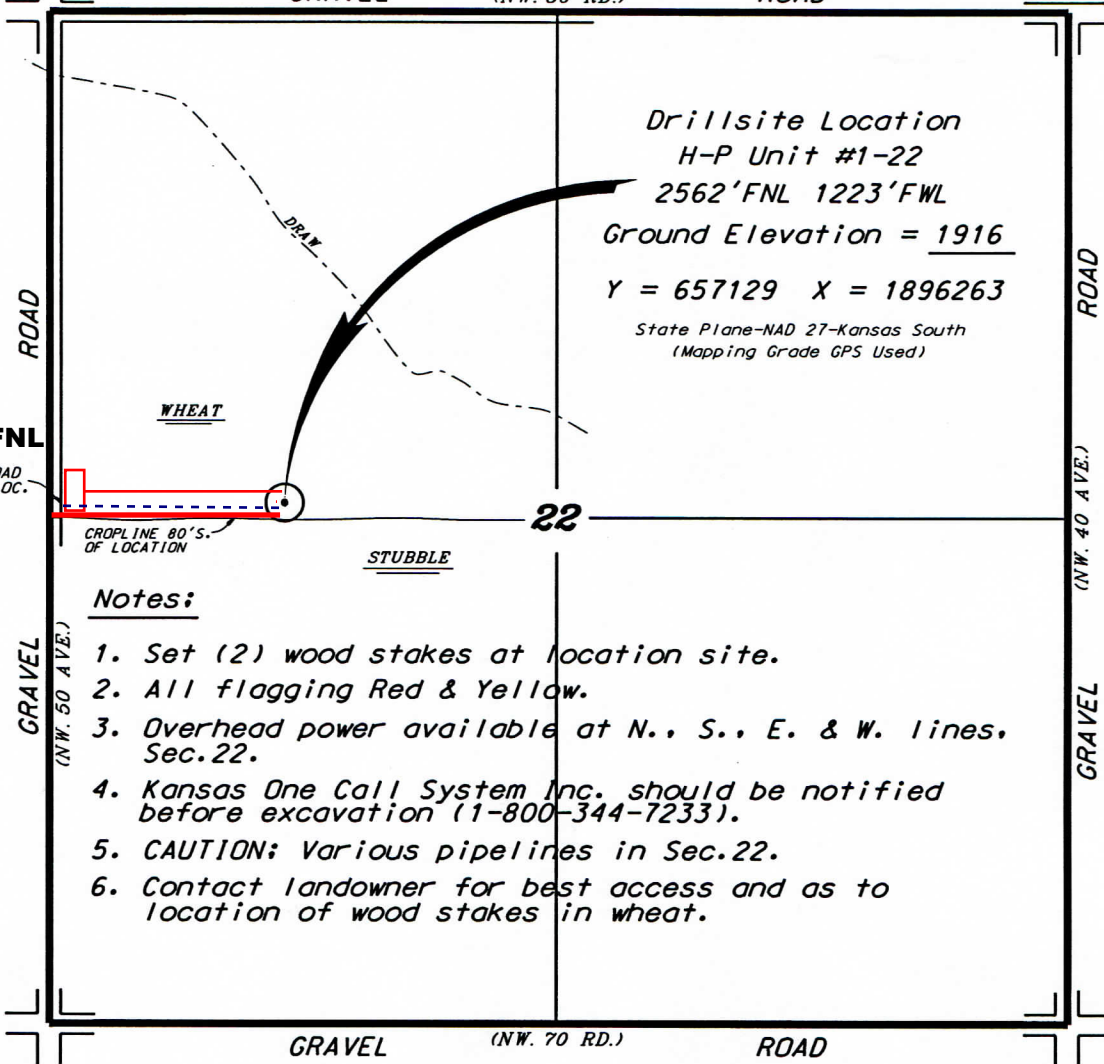 GRAVEL (NW. 60 RD.) ROAD
Drillsite Location
H-P Unit #1-22
2562'FNL 1223'FWL
Ground Elevation = 1916
Y = 657129 X = 1896263
State Plane-NAD 27-Kansas South
(Mapping Grade GPS Used)
DRAW
ROAD
ROAD
WHEAT
FNL
OC.
CROPLINE 80'S.
OF LOCATION
22
STUBBLE
(NW. 40 AVE.)
GRAVEL
(NW. 50 AVE.)
GRAVEL
Notes:
1. Set (2) wood stakes at location site.
2. All flagging Red & Yellow.
3. Overhead power available at N., S., E. & W. lines,
Sec.22.
4. Kansas One Call System Inc. should be notified
before excavation (1-800-344-7233).
5. CAUTION: Various pipelines in Sec.22.
6. Contact landowner for best access and as to
location of wood stakes in wheat.
GRAVEL (NW. 70 RD.) ROAD